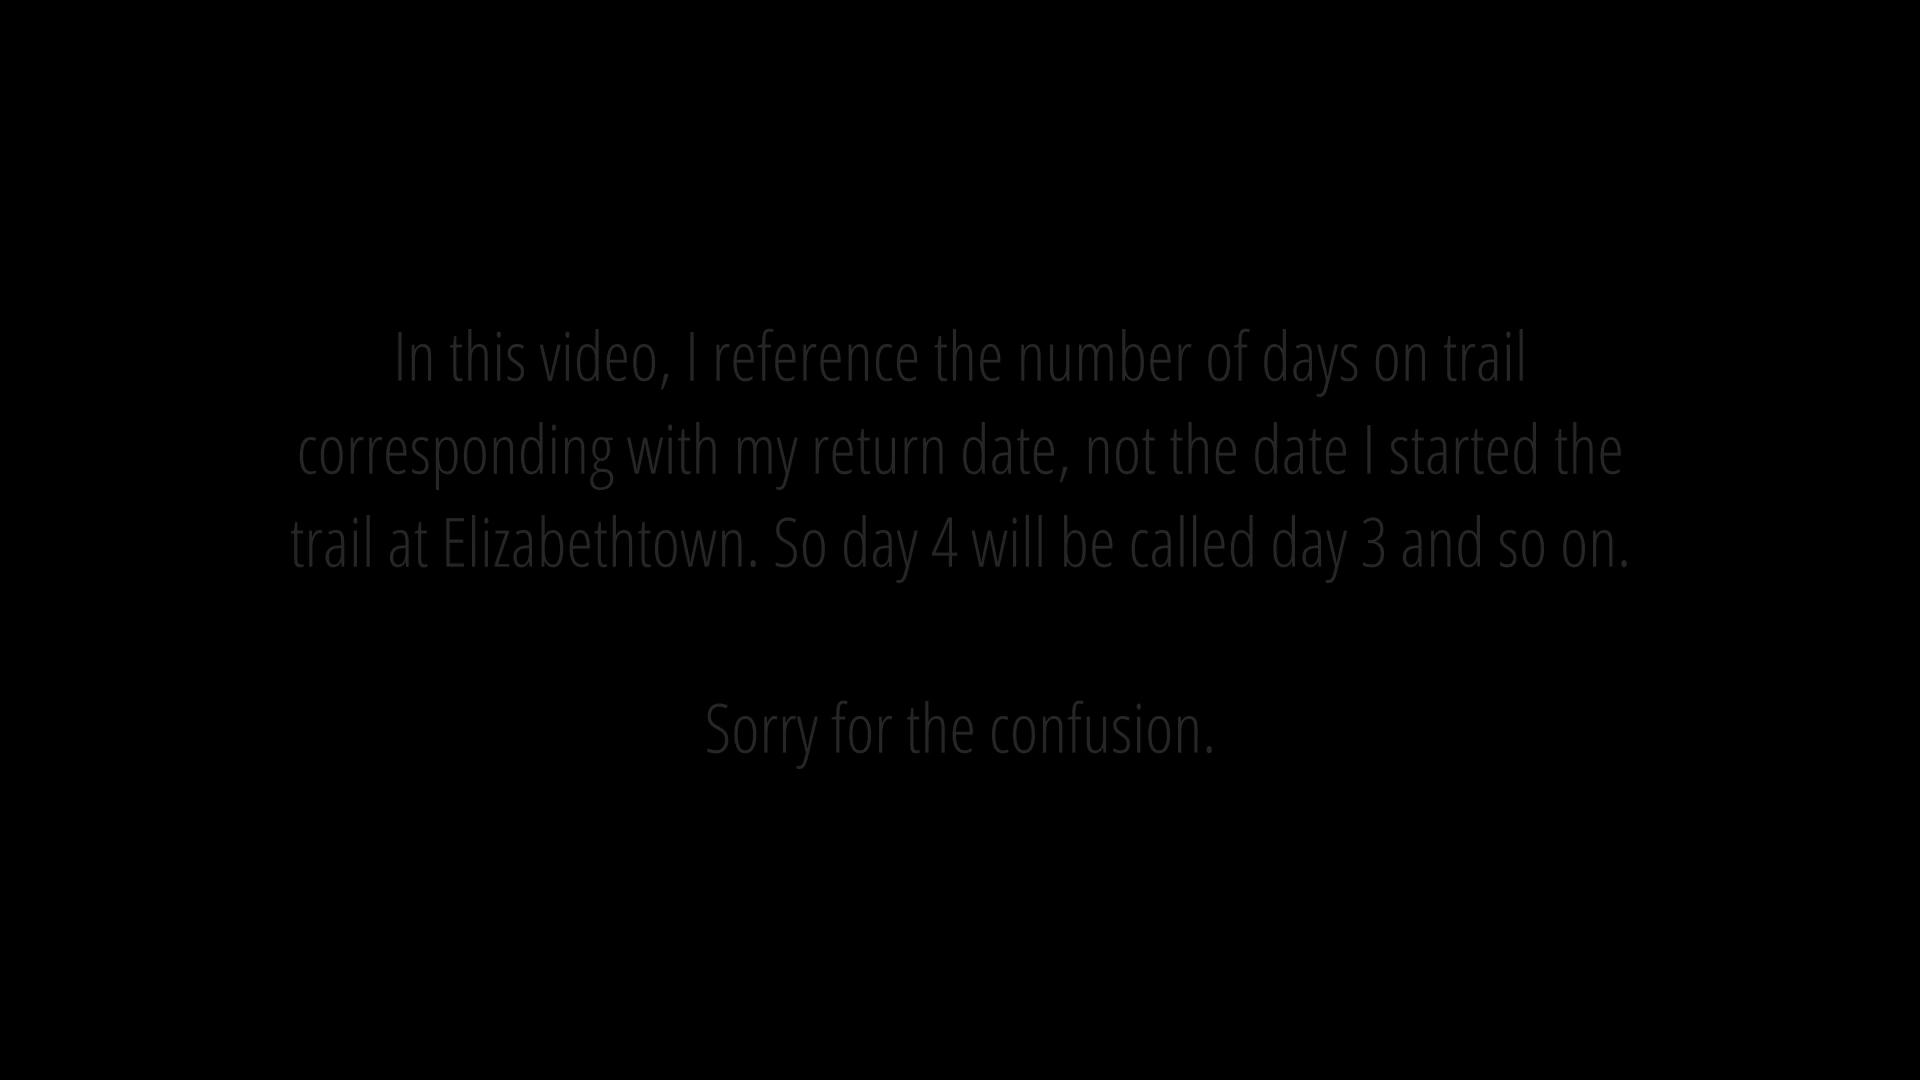 In this video, I reference the number of days on trail
corresponding with my return date, not the date I started the
trail at Elizabethtown. So day 4 will be called day 3 and so on.
Sorry for the confusion.